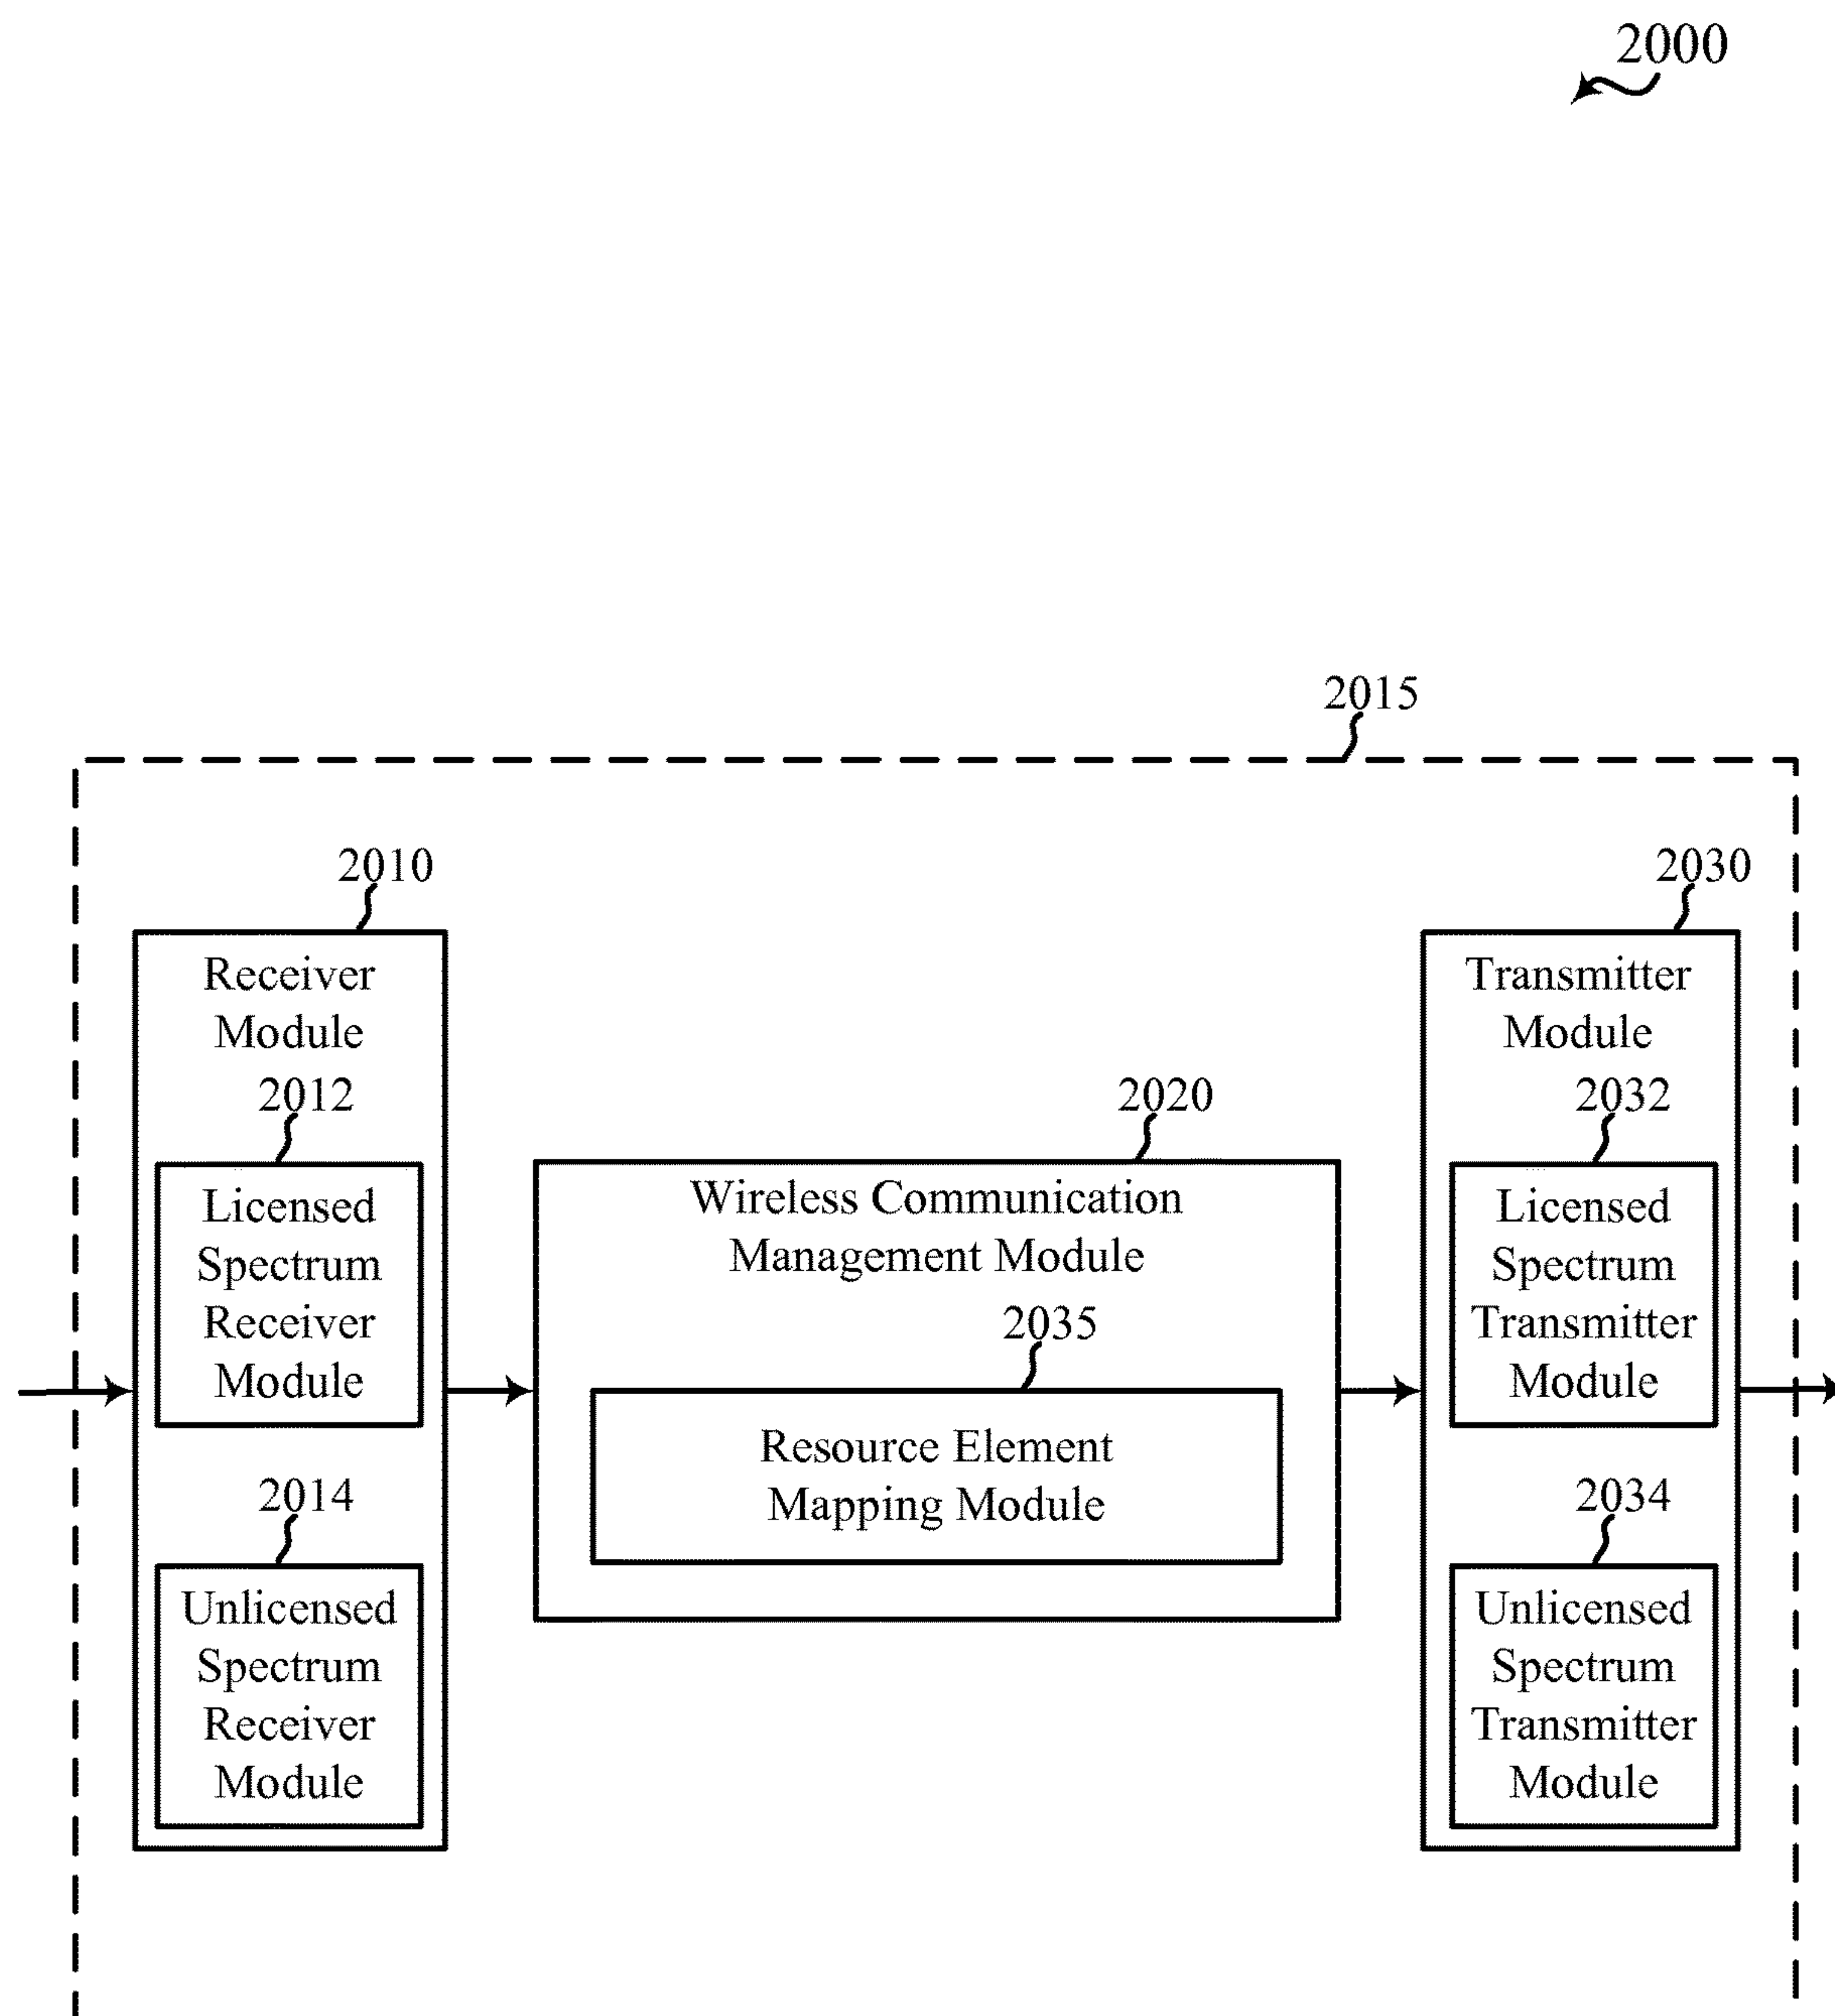 2000
2015
2010
Receiver
Module
2012
Licensed
Spectrum
Receiver
Module
2014
Unlicensed
Spectrum
Receiver
Module
2020
Wireless Communication
Management Module
2035
Resource Element
Mapping Module
2030
Transmitter
Module
2032
Licensed
Spectrum
Transmitter
Module
2034
Unlicensed
Spectrum
Transmitter
Module